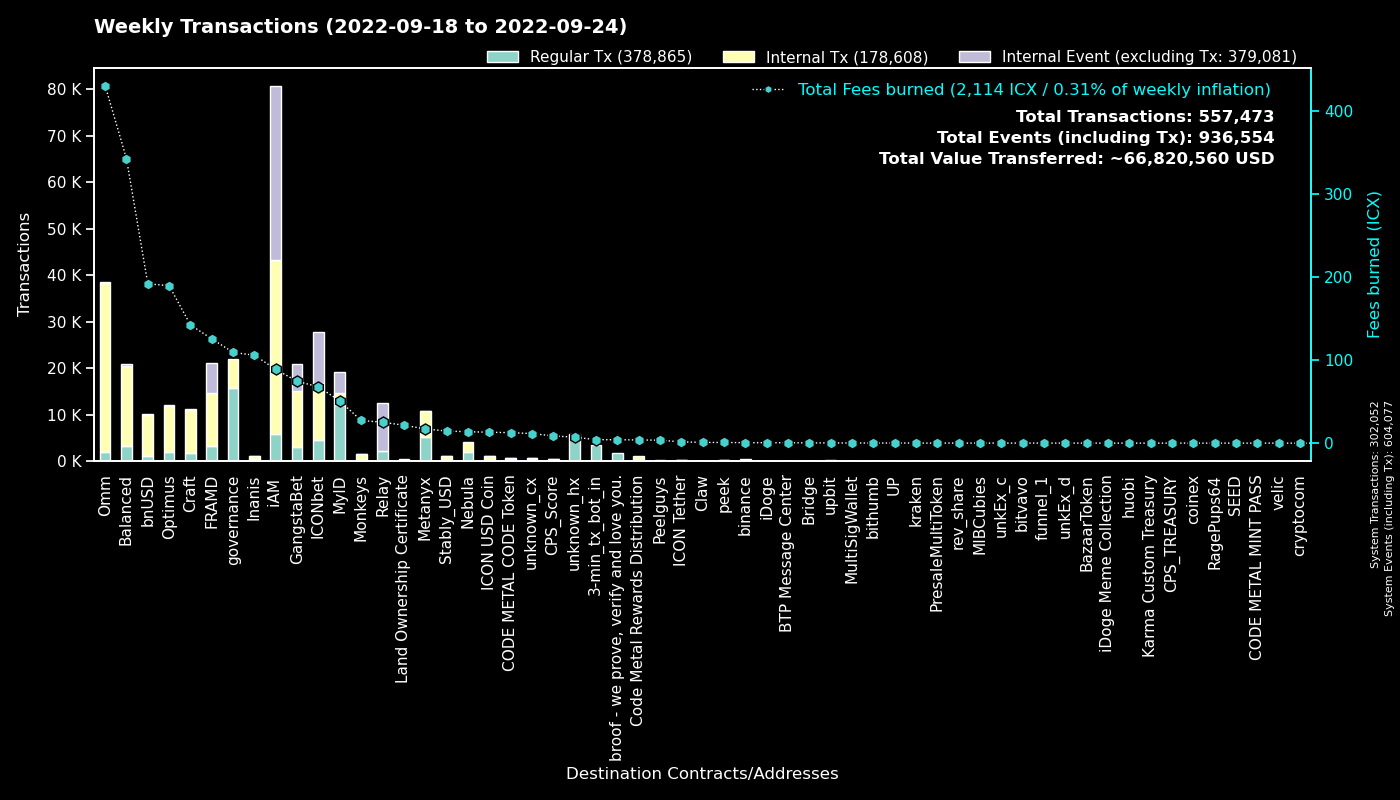 Weekly Transactions (2022-09-18 to 2022-09-24)
Regular Tx (378,865)
Internal Tx (178,608)
Internal Event (excluding Tx: 379,081)
Total Fees burned (2,114 ICX / 0.31% of weekly inflation)
Total Transactions: 557,473
Total Events (including Tx): 936,554
Total Value Transferred: ~66,820,560 USD
Transactions
80 K
70 K
60 K
50 K
40 K
30 K
20 K
10 K
0 K
400
300
200
100
0
Fees burned (ICX)
System Transactions: 302,052
System Events (including Tx): 604,077
Omm
Balanced
bnUSD
Optimus
Craft
FRAMD
governance
Inanis
iAM
GangstaBet
ICONbet
MyID
Monkeys
Relay
Land Ownership Certificate
Metanyx
Stably_USD
Nebula
ICON USD Coin
CODE METAL CODE Token
unknown_cx
CPS_Score
unknown_hx
3-min_tx_bot_in
broof - we prove, verify and love you.
Code Metal Rewards Distribution
Peelguys
ICON Tether
Claw
peek
binance
iDoge
BTP Message Center
Bridge
upbit
MultiSigWallet
bithumb
UP
kraken
PresaleMultiToken
rev_share
MIBCubies
unkEx_c
bitvavo
funnel_1
unkEx_d
BazaarToken
iDoge Meme Collection
huobi
Karma Custom Treasury
CPS_TREASURY
coinex
RagePups64
SEED
CODE METAL MINT PASS
velic
cryptocom
Destination Contracts/Addresses